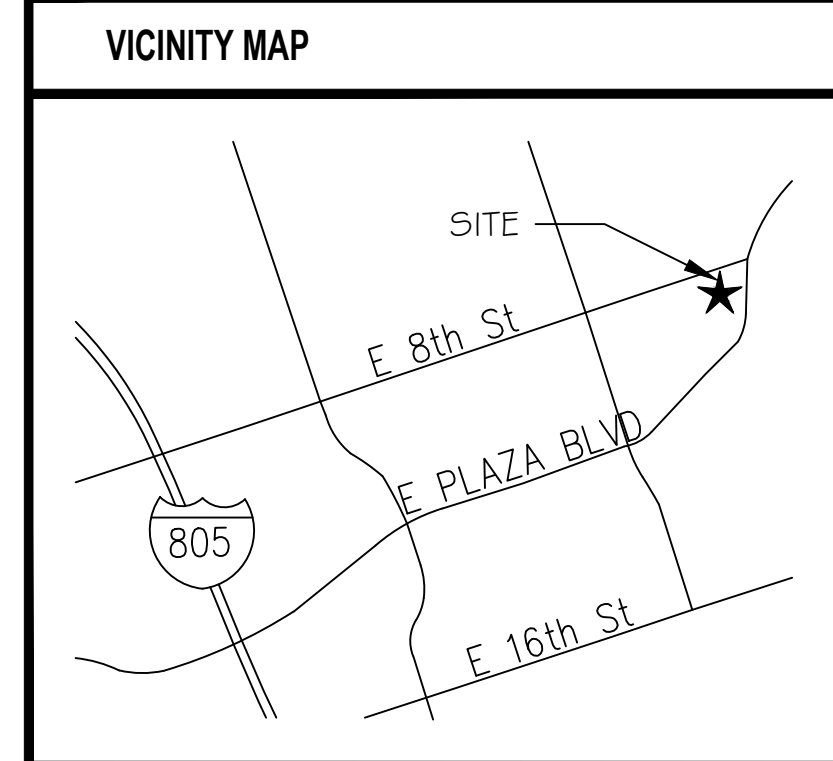 VICINITY MAP
SITE
E 8th St
E PLAZA BLVD
805
E 16th St